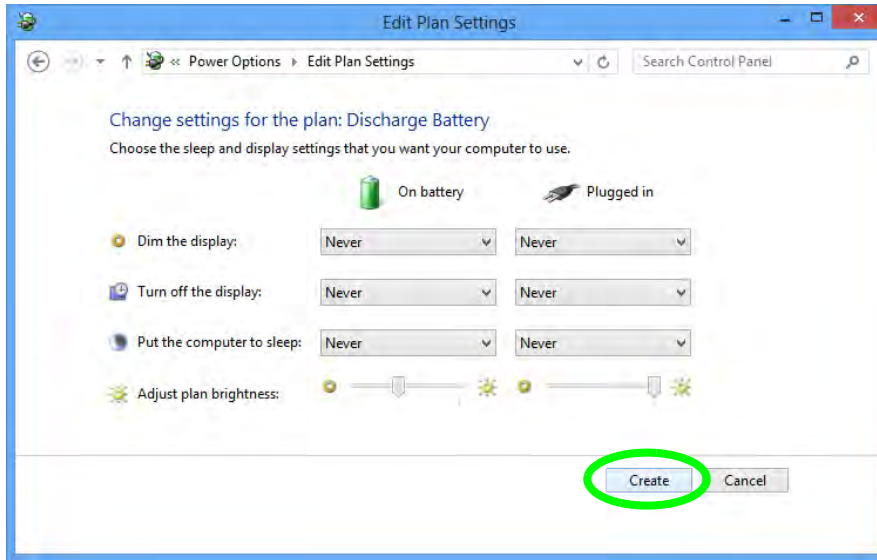 Edit Plan Settings
« Power Options Edit Plan Settings Search Control Panel
Change settings for the plan: Discharge Battery
Choose the sleep and display settings that you want your computer to use.
On battery Plugged in
Dim the display: Never Never
Turn off the display: Never Never
Put the computer to sleep: Never Never
Adjust plan brightness:
Create Cancel